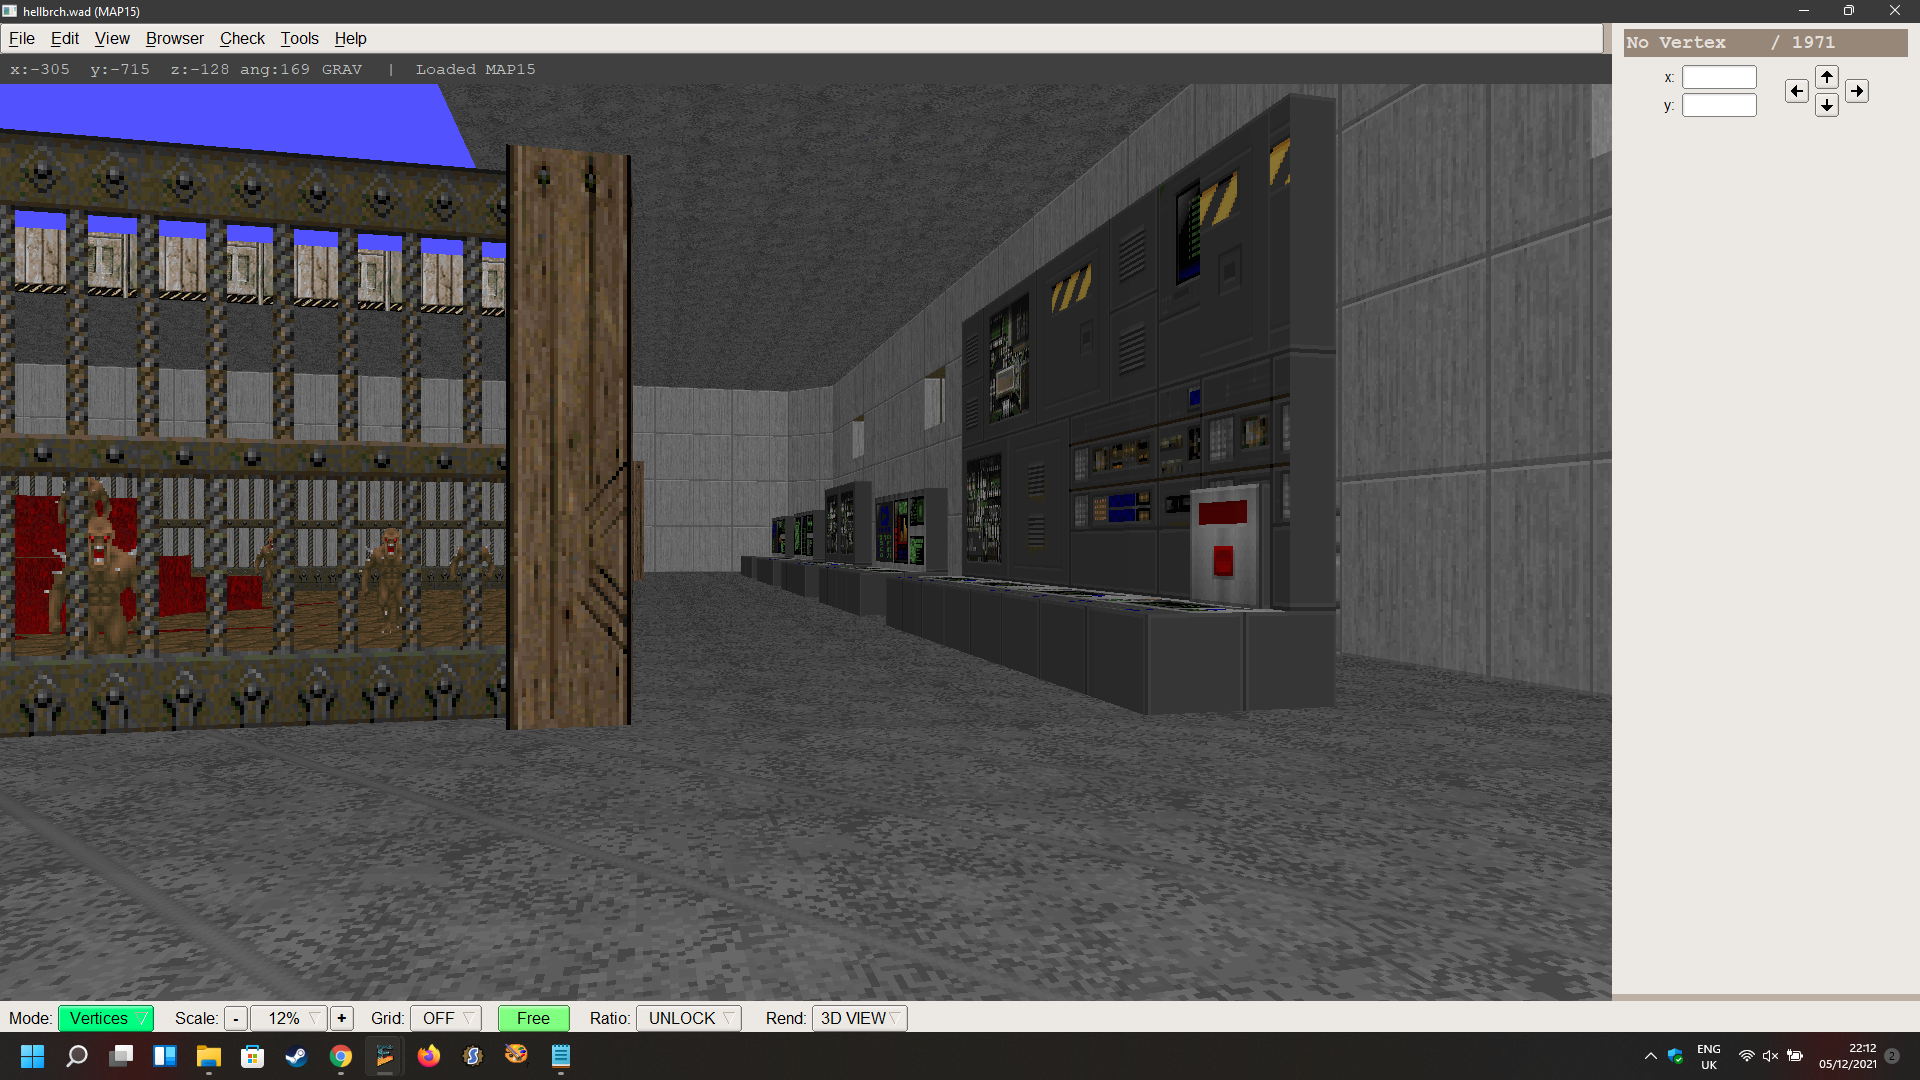 hellbrch.wad (MAP15)
File Edit View Browser Check Tools Help
x:-305 y:-715 z:-128 ang:169 GRAV | Loaded MAP15
No Vertex / 1971
x:
y:
Mode: Vertices Scale: - 12% + Grid: OFF Free Ratio: UNLOCK Rend: 3D VIEW
ENG
UK
22:12
05/12/2021
2